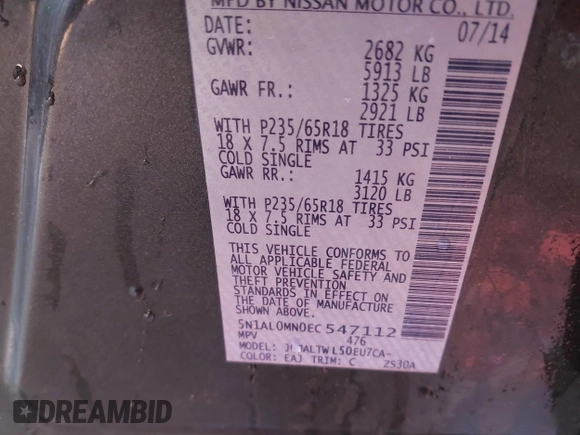 MFD BY NISSAN MOTOR CO., LTD.
DATE: 07/14
GVWR: 2682 KG
5913 LB
GAWR FR.: 1325 KG
2921 LB
WITH P235/65R18 TIRES
18 X 7.5 RIMS AT 33 PSI
COLD SINGLE
GAWR RR.: 1415 KG
3120 LB
WITH P235/65R18 TIRES
18 X 7.5 RIMS AT 33 PSI
COLD SINGLE
THIS VEHICLE CONFORMS TO
ALL APPLICABLE FEDERAL
MOTOR VEHICLE SAFETY AND
THEFT PREVENTION
STANDARDS IN EFFECT ON
THE DATE OF MANUFACTURE
SHOWN ABOVE.
5N1AL0MN0EC547112
MPV 476
MODEL: L50EU7CA-
COLOR: EAJ TRIM: C 2S30A
DREAMBID